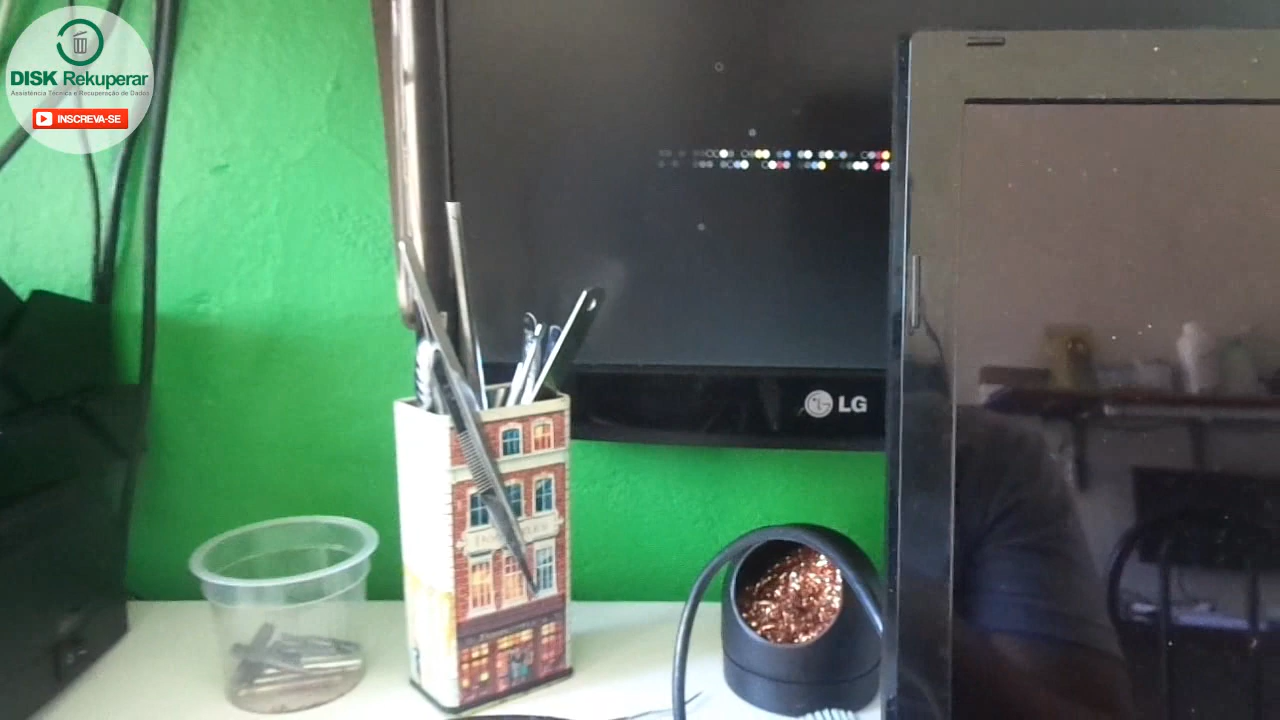 DISK Rekuperar
Assistência Técnica e Recuperação de Dados
INSCREVA-SE
LG